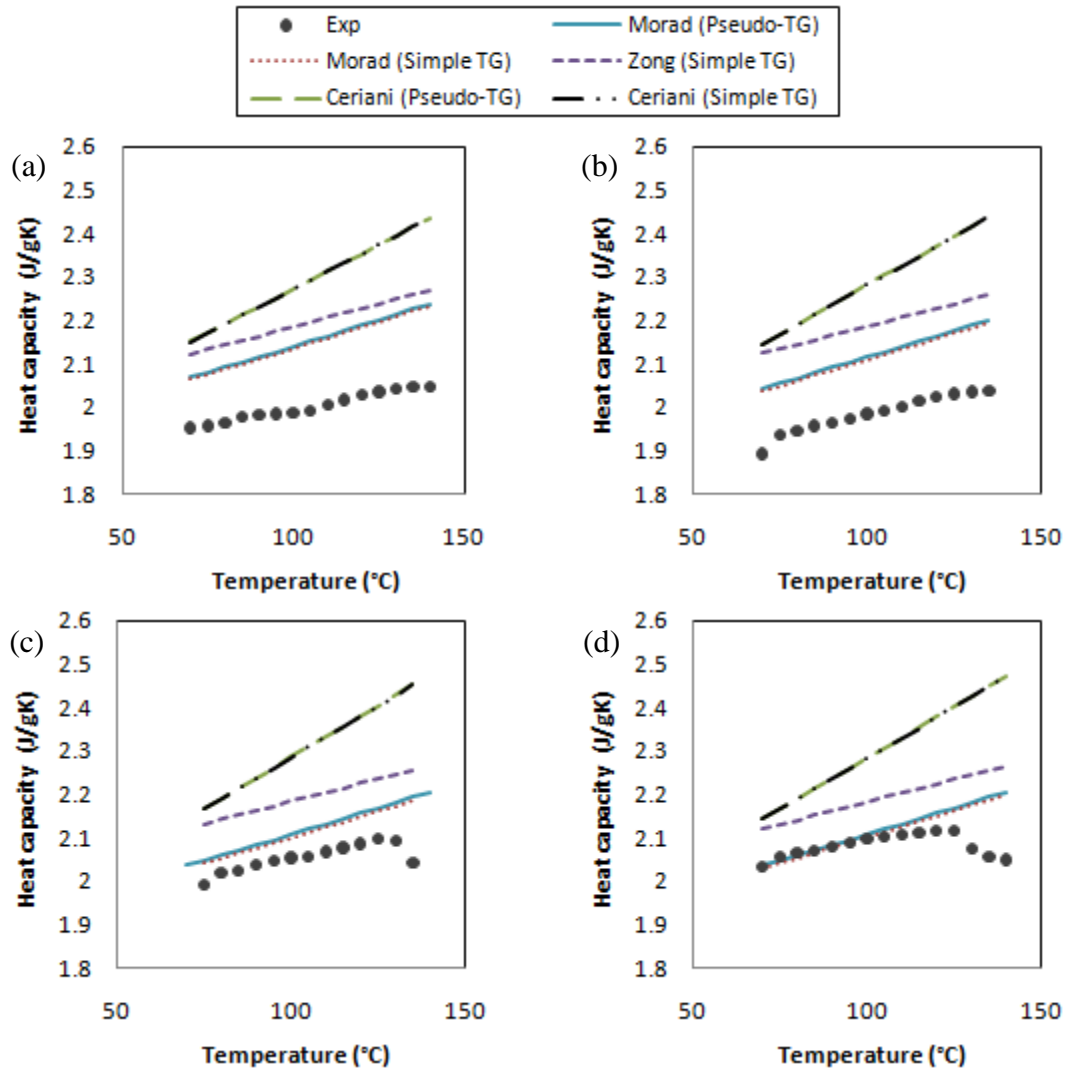 Exp
Morad (Pseudo-TG)
Morad (Simple TG)
Zong (Simple TG)
Ceriani (Pseudo-TG)
Ceriani (Simple TG)
(a)
Heat capacity (J/gK)
2.6
2.5
2.4
2.3
2.2
2.1
2
1.9
1.8
50 100 150
Temperature (°C)
(b)
Heat capacity (J/gK)
2.6
2.5
2.4
2.3
2.2
2.1
2
1.9
1.8
50 100 150
Temperature (°C)
(c)
Heat capacity (J/gK)
2.6
2.5
2.4
2.3
2.2
2.1
2
1.9
1.8
50 100 150
Temperature (°C)
(d)
Heat capacity (J/gK)
2.6
2.5
2.4
2.3
2.2
2.1
2
1.9
1.8
50 100 150
Temperature (°C)